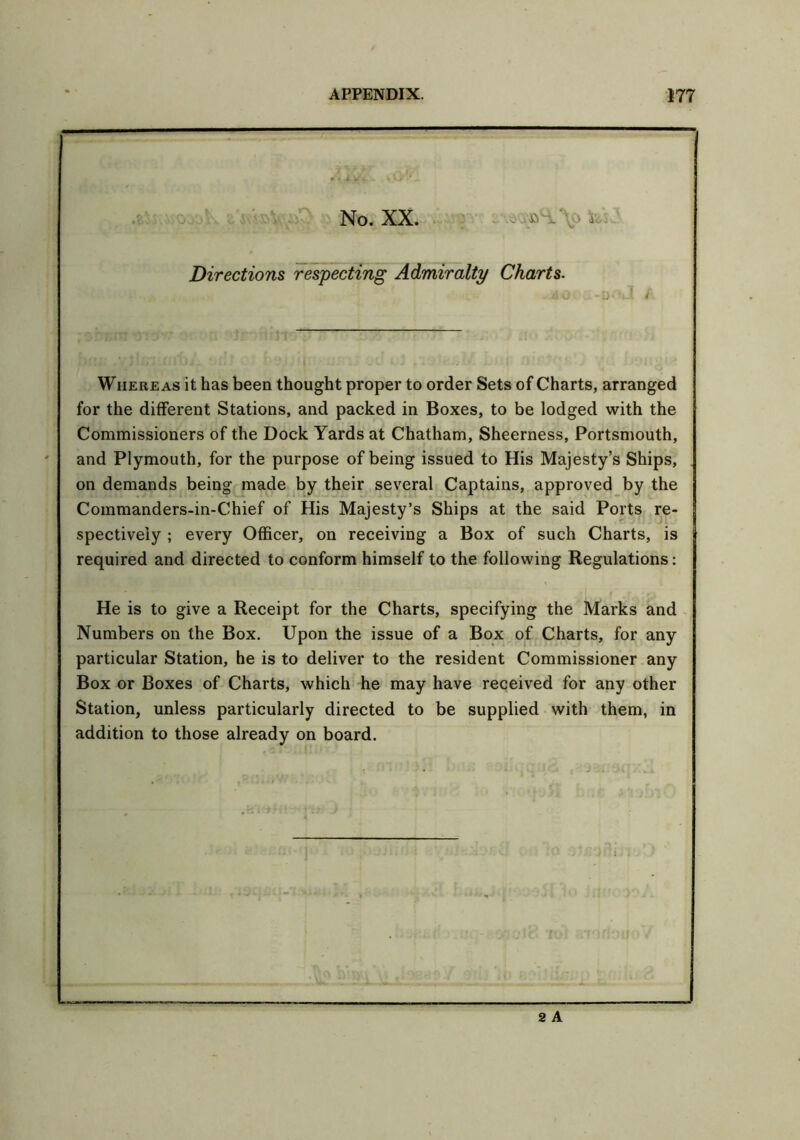 APPENDIX. 177
No. XX.
Directions respecting Admiralty Charts.
Whereas it has been thought proper to order Sets of Charts, arranged
for the different Stations, and packed in Boxes, to be lodged with the
Commissioners of the Dock Yards at Chatham, Sheerness, Portsmouth,
and Plymouth, for the purpose of being issued to His Majesty's Ships,
on demands being made by their several Captains, approved by the
Commanders-in-Chief of His Majesty's Ships at the said Ports re-
spectively ; every Officer, on receiving a Box of such Charts, is
required and directed to conform himself to the following Regulations :
He is to give a Receipt for the Charts, specifying the Marks and
Numbers on the Box. Upon the issue of a Box of Charts, for any
particular Station, he is to deliver to the resident Commissioner any
Box or Boxes of Charts, which he may have received for any other
Station, unless particularly directed to be supplied with them, in
addition to those already on board.
2 A